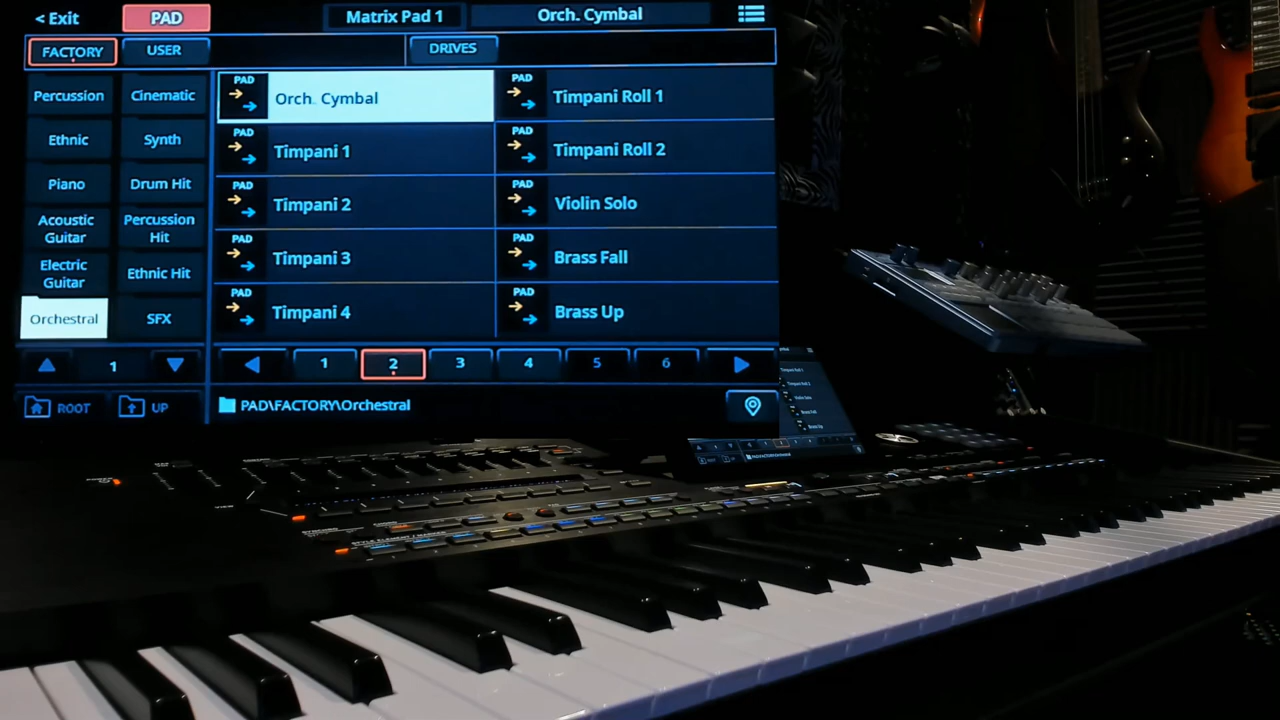 < Exit
PAD
Matrix Pad 1
Orch. Cymbal
FACTORY
USER
DRIVES
Percussion
Cinematic
Ethnic
Synth
Piano
Drum Hit
Acoustic
Guitar
Percussion
Hit
Electric
Guitar
Ethnic Hit
Orchestral
SFX
PAD
Orch. Cymbal
PAD
Timpani Roll 1
PAD
Timpani 1
PAD
Timpani Roll 2
PAD
Timpani 2
PAD
Violin Solo
PAD
Timpani 3
PAD
Brass Fall
PAD
Timpani 4
PAD
Brass Up
1
1
2
3
4
5
6
ROOT
UP
PAD\FACTORY\Orchestral